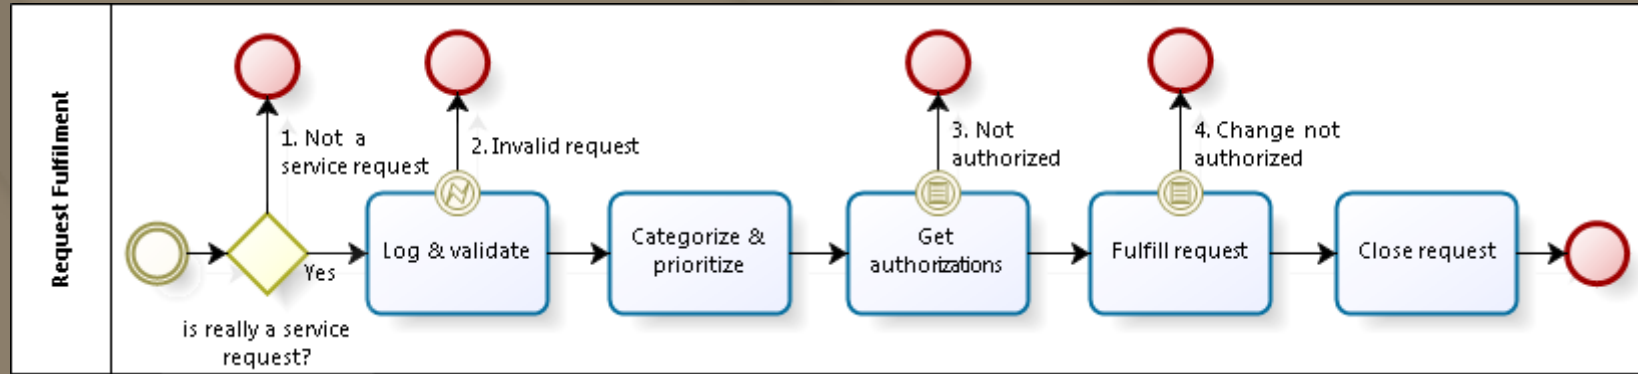 Request Fulfilment
1. Not a
service request
2. Invalid request
3. Not
authorized
4. Change not
authorized
Yes
is really a service
request?
Log & validate
Categorize &
prioritize
Get
authorizations
Fulfill request
Close request